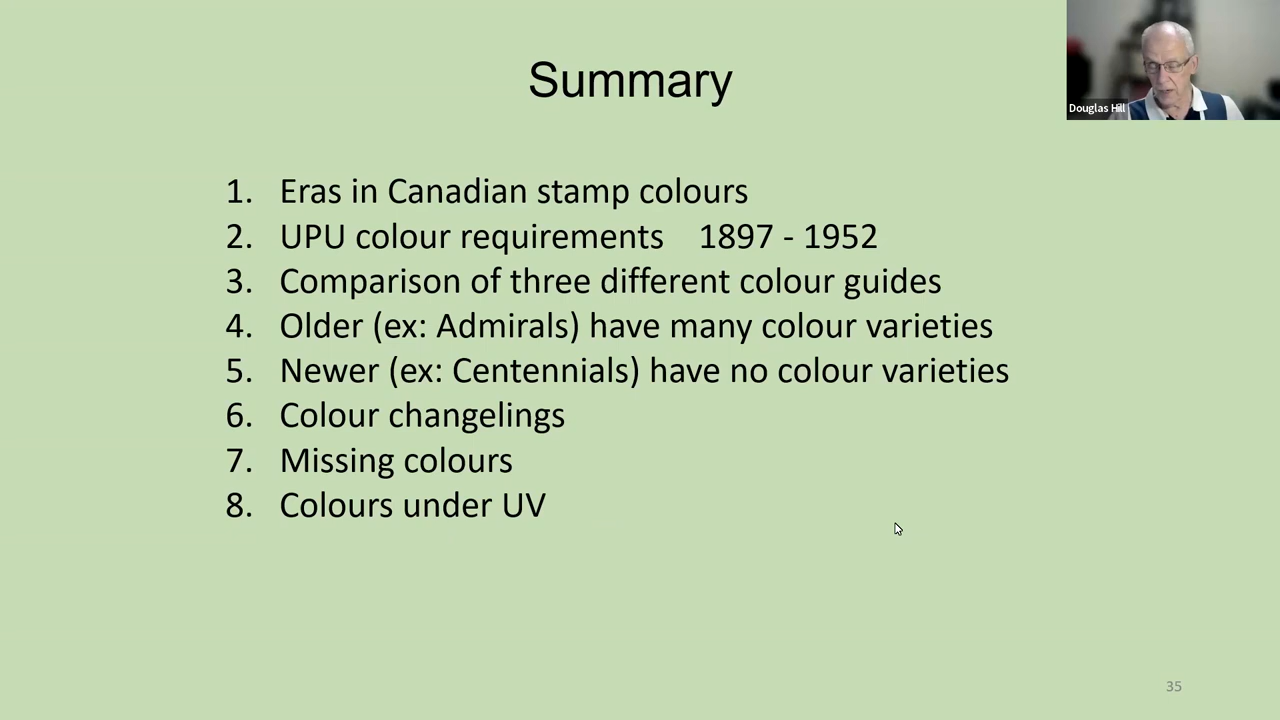 Summary
Douglas Hill
1. Eras in Canadian stamp colours
2. UPU colour requirements 1897 - 1952
3. Comparison of three different colour guides
4. Older (ex: Admirals) have many colour varieties
5. Newer (ex: Centennials) have no colour varieties
6. Colour changelings
7. Missing colours
8. Colours under UV
35